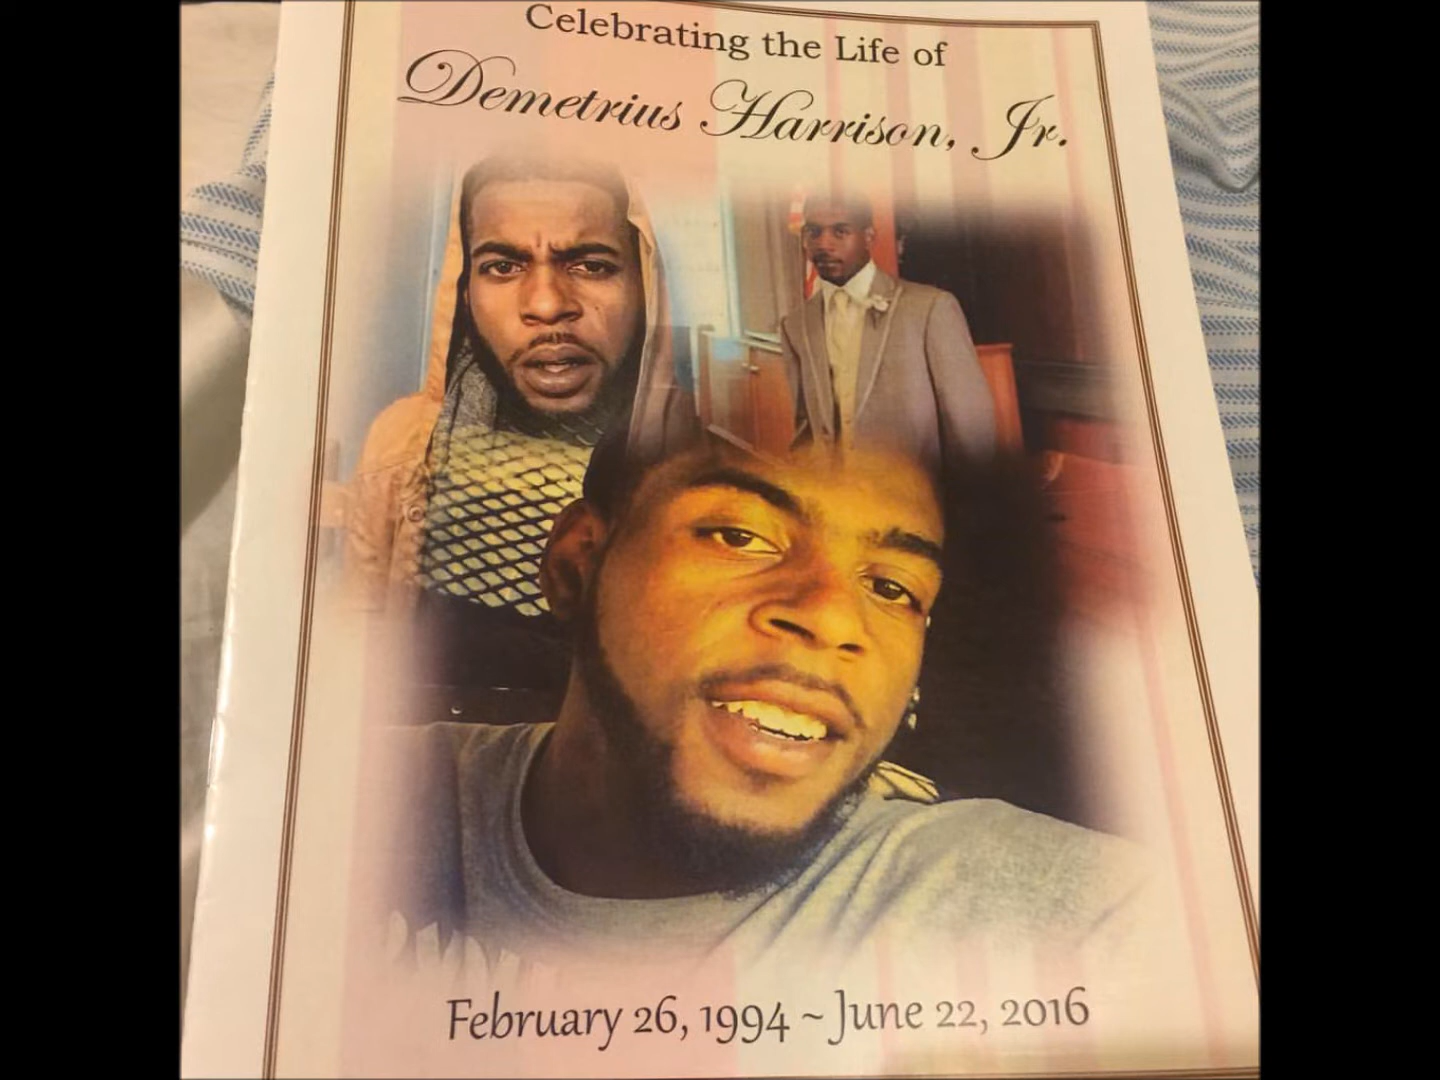 Celebrating the Life of
Demetrius Harrison, Jr.
February 26, 1994 ~ June 22, 2016